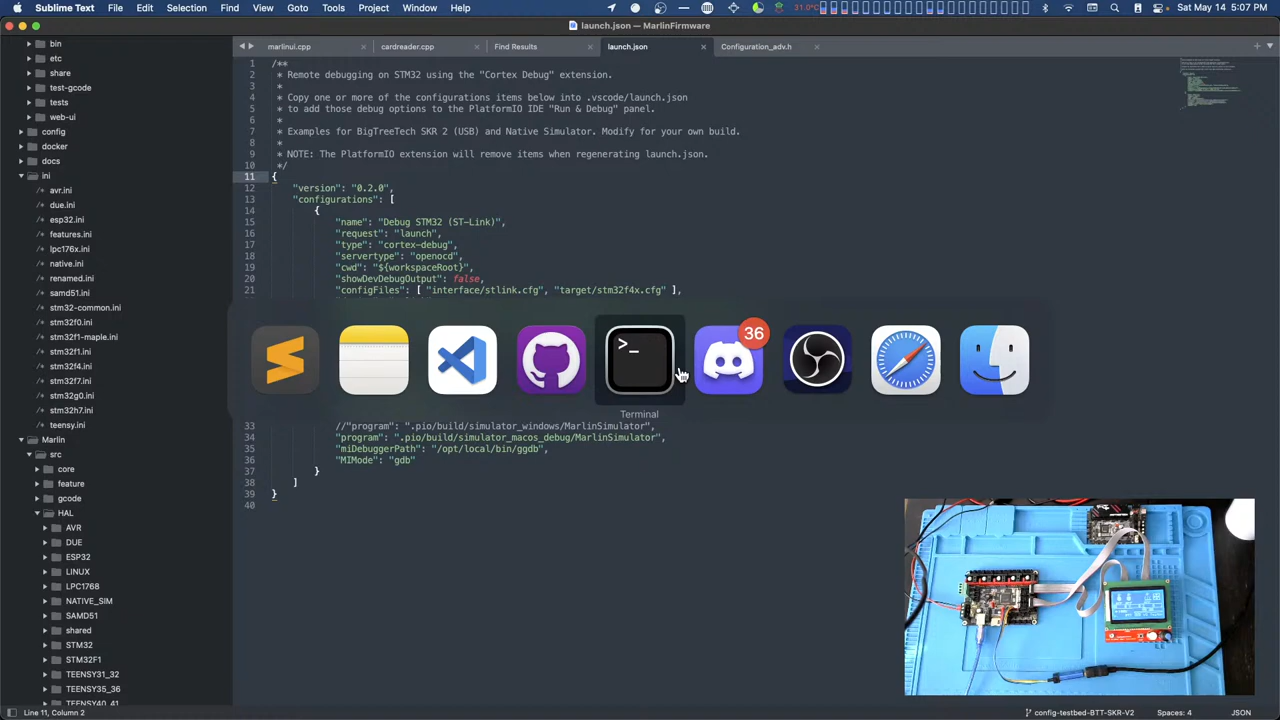 Sublime Text File Edit Selection Find View Goto Tools Project Window Help
31.0°C
Sat May 14 5:07 PM
launch.json — MarlinFirmware
bin
etc
share
test-gcode
tests
web-ui
config
docker
docs
ini
avr.ini
due.ini
esp32.ini
features.ini
lpc176x.ini
native.ini
renamed.ini
samd51.ini
stm32-common.ini
stm32f0.ini
stm32f1-maple.ini
stm32f1.ini
stm32f4.ini
stm32f7.ini
stm32g0.ini
stm32h7.ini
teensy.ini
Marlin
src
core
feature
gcode
HAL
AVR
DUE
ESP32
LINUX
LPC1768
NATIVE_SIM
SAMD51
shared
STM32
STM32F1
TEENSY31_32
TEENSY35_36
TEENSY40_41
marlinui.cpp
cardreader.cpp
Find Results
launch.json
Configuration_adv.h
1 /**
2 * Remote debugging on STM32 using the "Cortex Debug" extension.
3 *
4 * Copy one or more of the configurations items below into .vscode/launch.json
5 * to add those debug options to the PlatformIO IDE "Run & Debug" panel.
6 *
7 * Examples for BigTreeTech SKR 2 (USB) and Native Simulator. Modify for your own build.
8 *
9 * NOTE: The PlatformIO extension will remove items when regenerating launch.json.
10 */
11 {
12 "version": "0.2.0",
13 "configurations": [
14 {
15 "name": "Debug STM32 (ST-Link)",
16 "request": "launch",
17 "type": "cortex-debug",
18 "servertype": "openocd",
19 "cwd": "${workspaceRoot}",
20 "showDevDebugOutput": false,
21 "configFiles": [ "interface/stlink.cfg", "target/stm32f4x.cfg" ],
36
Terminal
33 //"program": ".pio/build/simulator_windows/MarlinSimulator",
34 "program": ".pio/build/simulator_macos_debug/MarlinSimulator",
35 "miDebuggerPath": "/opt/local/bin/ggdb",
36 "MIMode": "gdb"
37 }
38 ]
39 }
40
Line 11, Column 2
config-testbed-BTT-SKR-V2
Spaces: 4
JSON